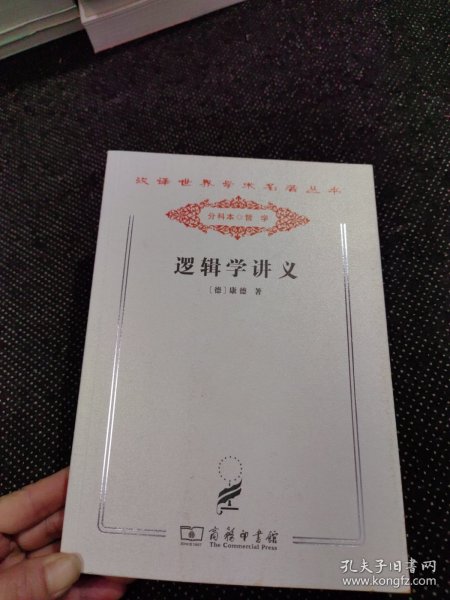 汉译世界学术名著丛书
分科本◇哲学
逻辑学讲义
〔德〕康德 著
商务印书馆
The Commercial Press
孔夫子旧书网
www.kongfz.com